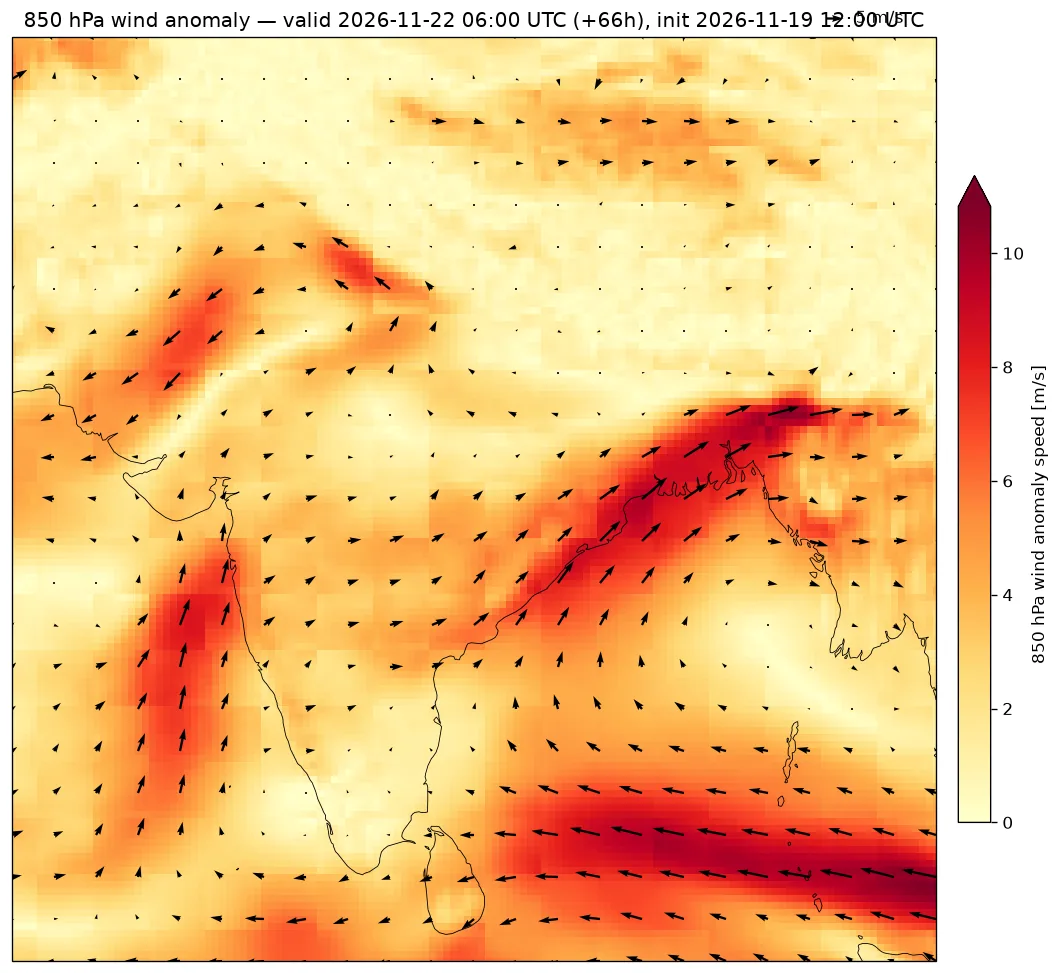 850 hPa wind anomaly — valid 2026-11-22 06:00 UTC (+66h), init 2026-11-19 12:00 UTC
5 m/s
10
8
6
4
2
0
850 hPa wind anomaly speed [m/s]